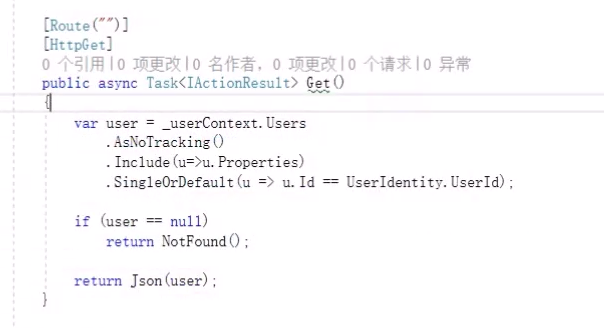 [Route("")]
[HttpGet]
0 个引用|0 项更改|0 名作者, 0 项更改|0 个请求|0 异常
public async Task<IActionResult> Get()
{
var user = _userContext.Users
.AsNoTracking()
.Include(u=>u.Properties)
.SingleOrDefault(u => u.Id == UserIdentity.UserId);
if (user == null)
return NotFound();
return Json(user);
}